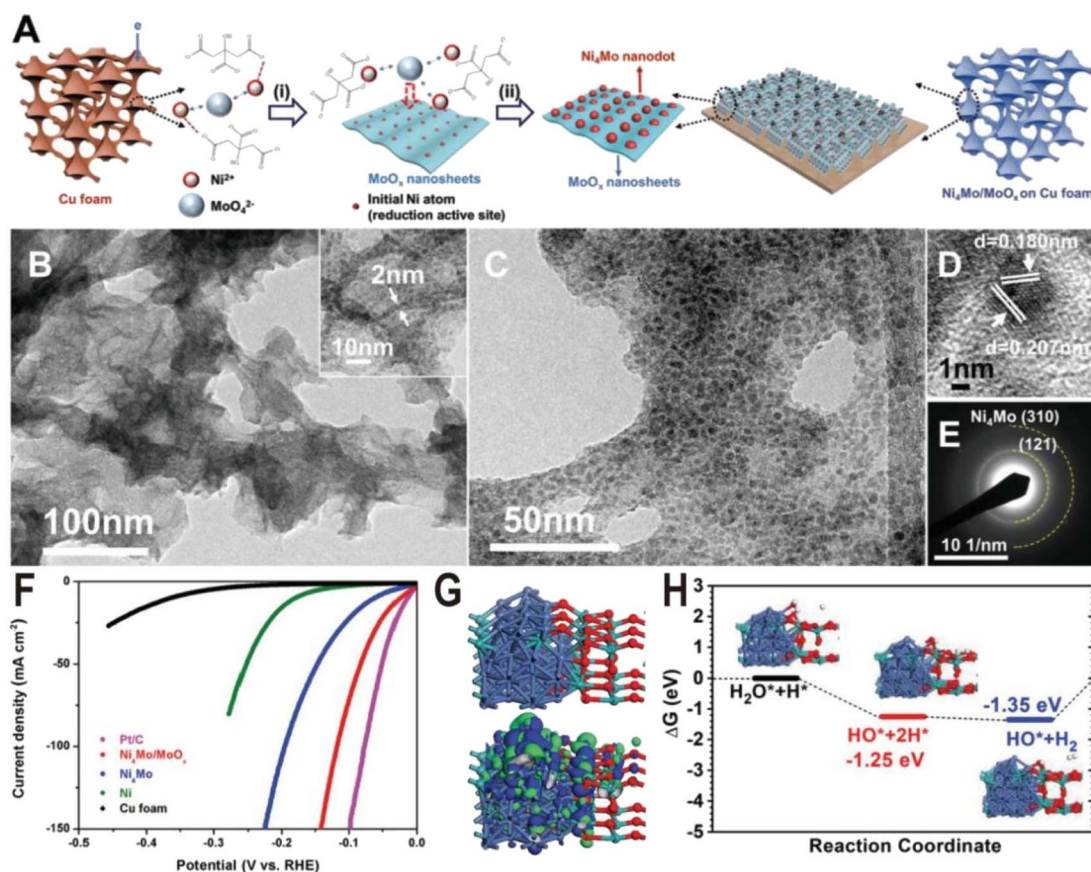 A
e
(i)
(ii)
Ni₄Mo nanodot
Cu foam
Ni²⁺
MoO₄²⁻
MoOₓ nanosheets
Initial Ni atom
(reduction active site)
MoOₓ nanosheets
Ni₄Mo/MoOₓ on Cu foam
B
2nm
10nm
100nm
C
50nm
D
d=0.180nm
d=0.207nm
1nm
E
Ni₄Mo (310)
(121)
10 1/nm
F
0
-50
-100
-150
Current density (mA cm⁻²)
Pt/C
Ni₄Mo/MoOₓ
Ni₄Mo
Ni
Cu foam
-0.5 -0.4 -0.3 -0.2 -0.1 0.0
Potential (V vs. RHE)
G
H
3
2
1
0
-1
-2
-3
-4
-5
ΔG (eV)
H₂O*+H*
HO*+2H*
-1.25 eV
-1.35 eV
HO*+H₂
Reaction Coordinate